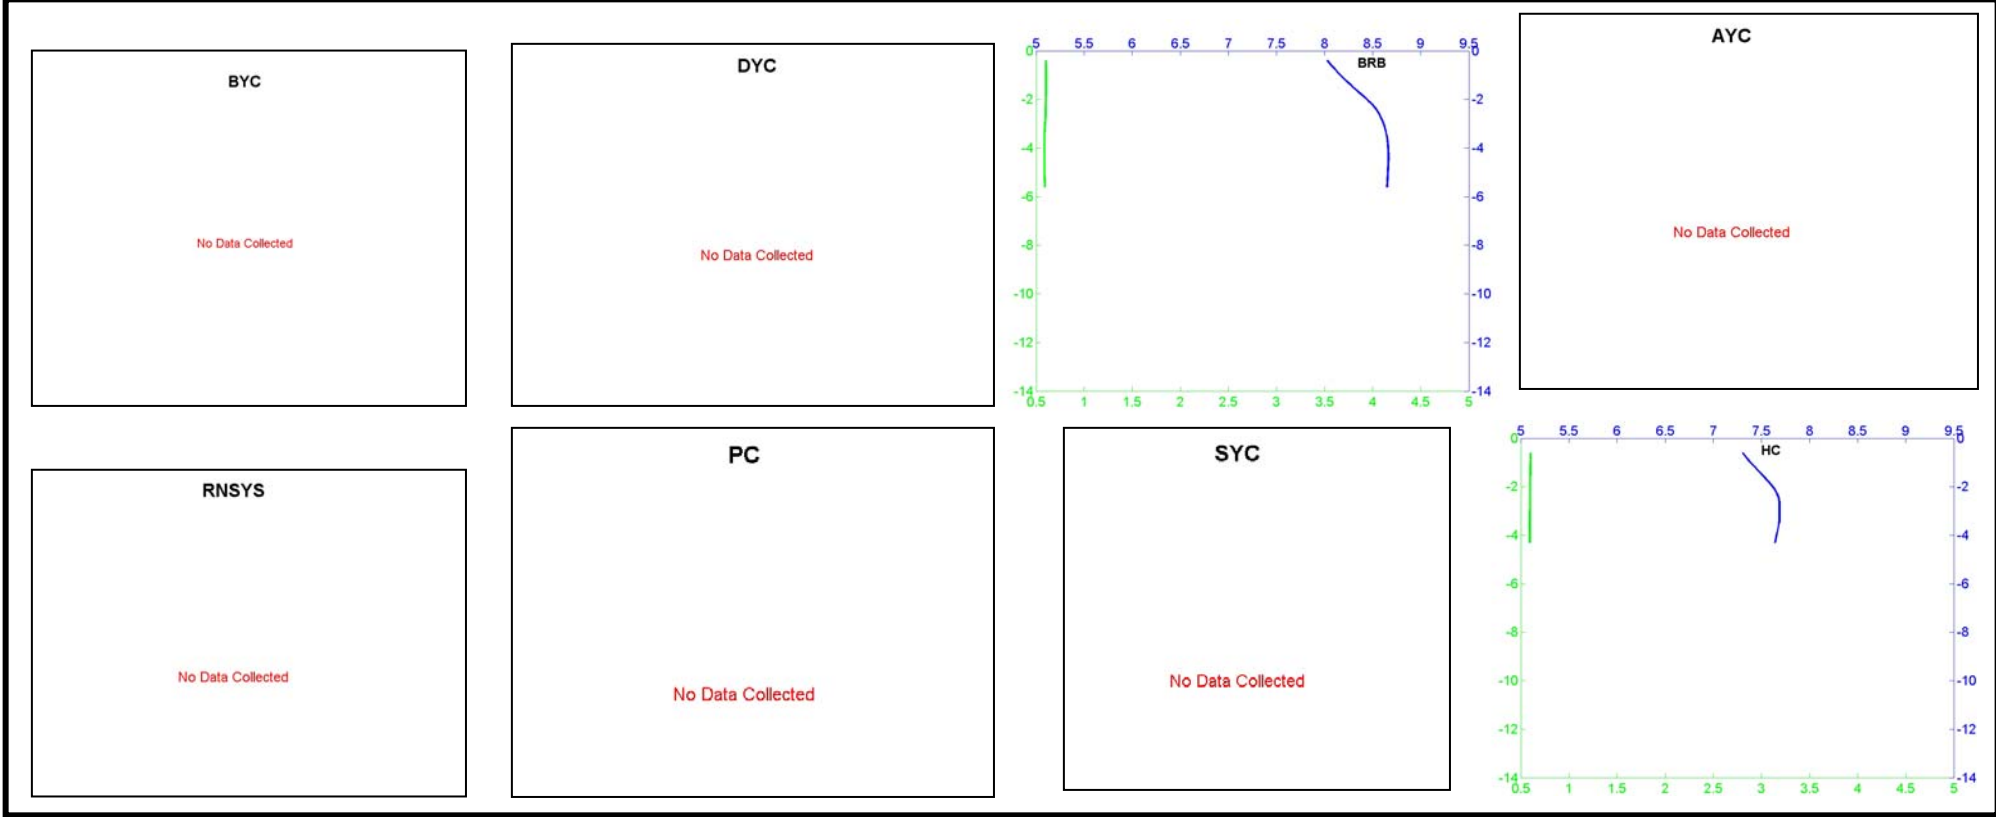 BYC
No Data Collected
DYC
No Data Collected
5 5.5 6 6.5 7 7.5 8 8.5 9 9.5
BRB
0 0
-2 -2
-4 -4
-6 -6
-8 -8
-10 -10
-12 -12
-14 -14
0.5 1 1.5 2 2.5 3 3.5 4 4.5 5
AYC
No Data Collected
RNSYS
No Data Collected
PC
No Data Collected
SYC
No Data Collected
5 5.5 6 6.5 7 7.5 8 8.5 9 9.5
HC
0 0
-2 -2
-4 -4
-6 -6
-8 -8
-10 -10
-12 -12
-14 -14
0.5 1 1.5 2 2.5 3 3.5 4 4.5 5